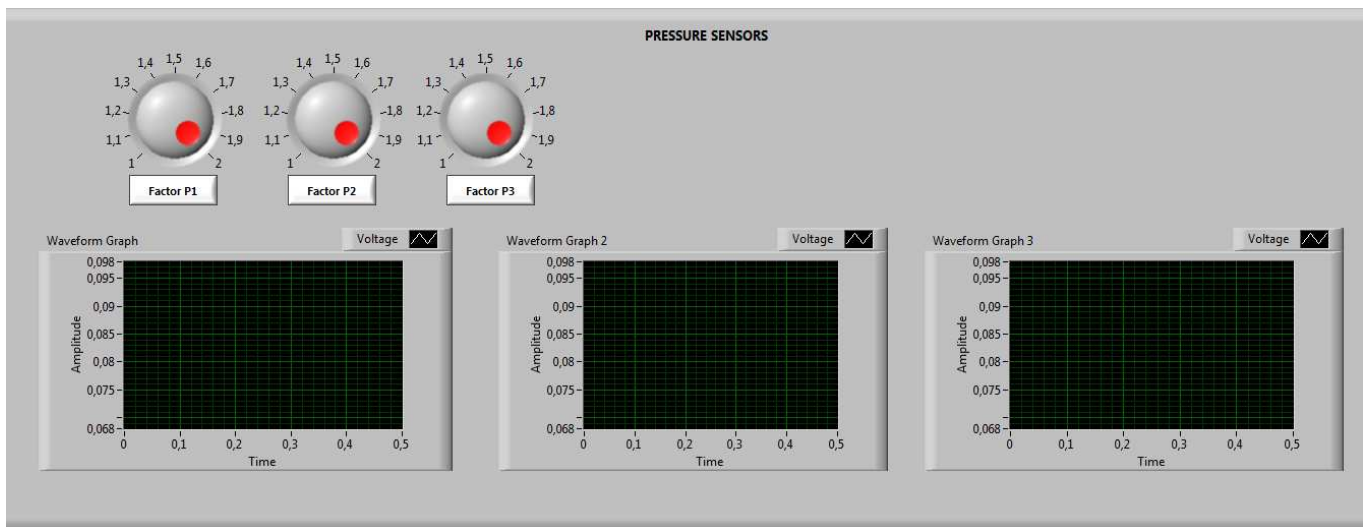 PRESSURE SENSORS
1 1,1 1,2 1,3 1,4 1,5 1,6 1,7 1,8 1,9 2
Factor P1
1 1,1 1,2 1,3 1,4 1,5 1,6 1,7 1,8 1,9 2
Factor P2
1 1,1 1,2 1,3 1,4 1,5 1,6 1,7 1,8 1,9 2
Factor P3
Waveform Graph
Voltage
Amplitude
0,098
0,095
0,09
0,085
0,08
0,075
0,068
0 0,1 0,2 0,3 0,4 0,5
Time
Waveform Graph 2
Voltage
Amplitude
0,098
0,095
0,09
0,085
0,08
0,075
0,068
0 0,1 0,2 0,3 0,4 0,5
Time
Waveform Graph 3
Voltage
Amplitude
0,098
0,095
0,09
0,085
0,08
0,075
0,068
0 0,1 0,2 0,3 0,4 0,5
Time